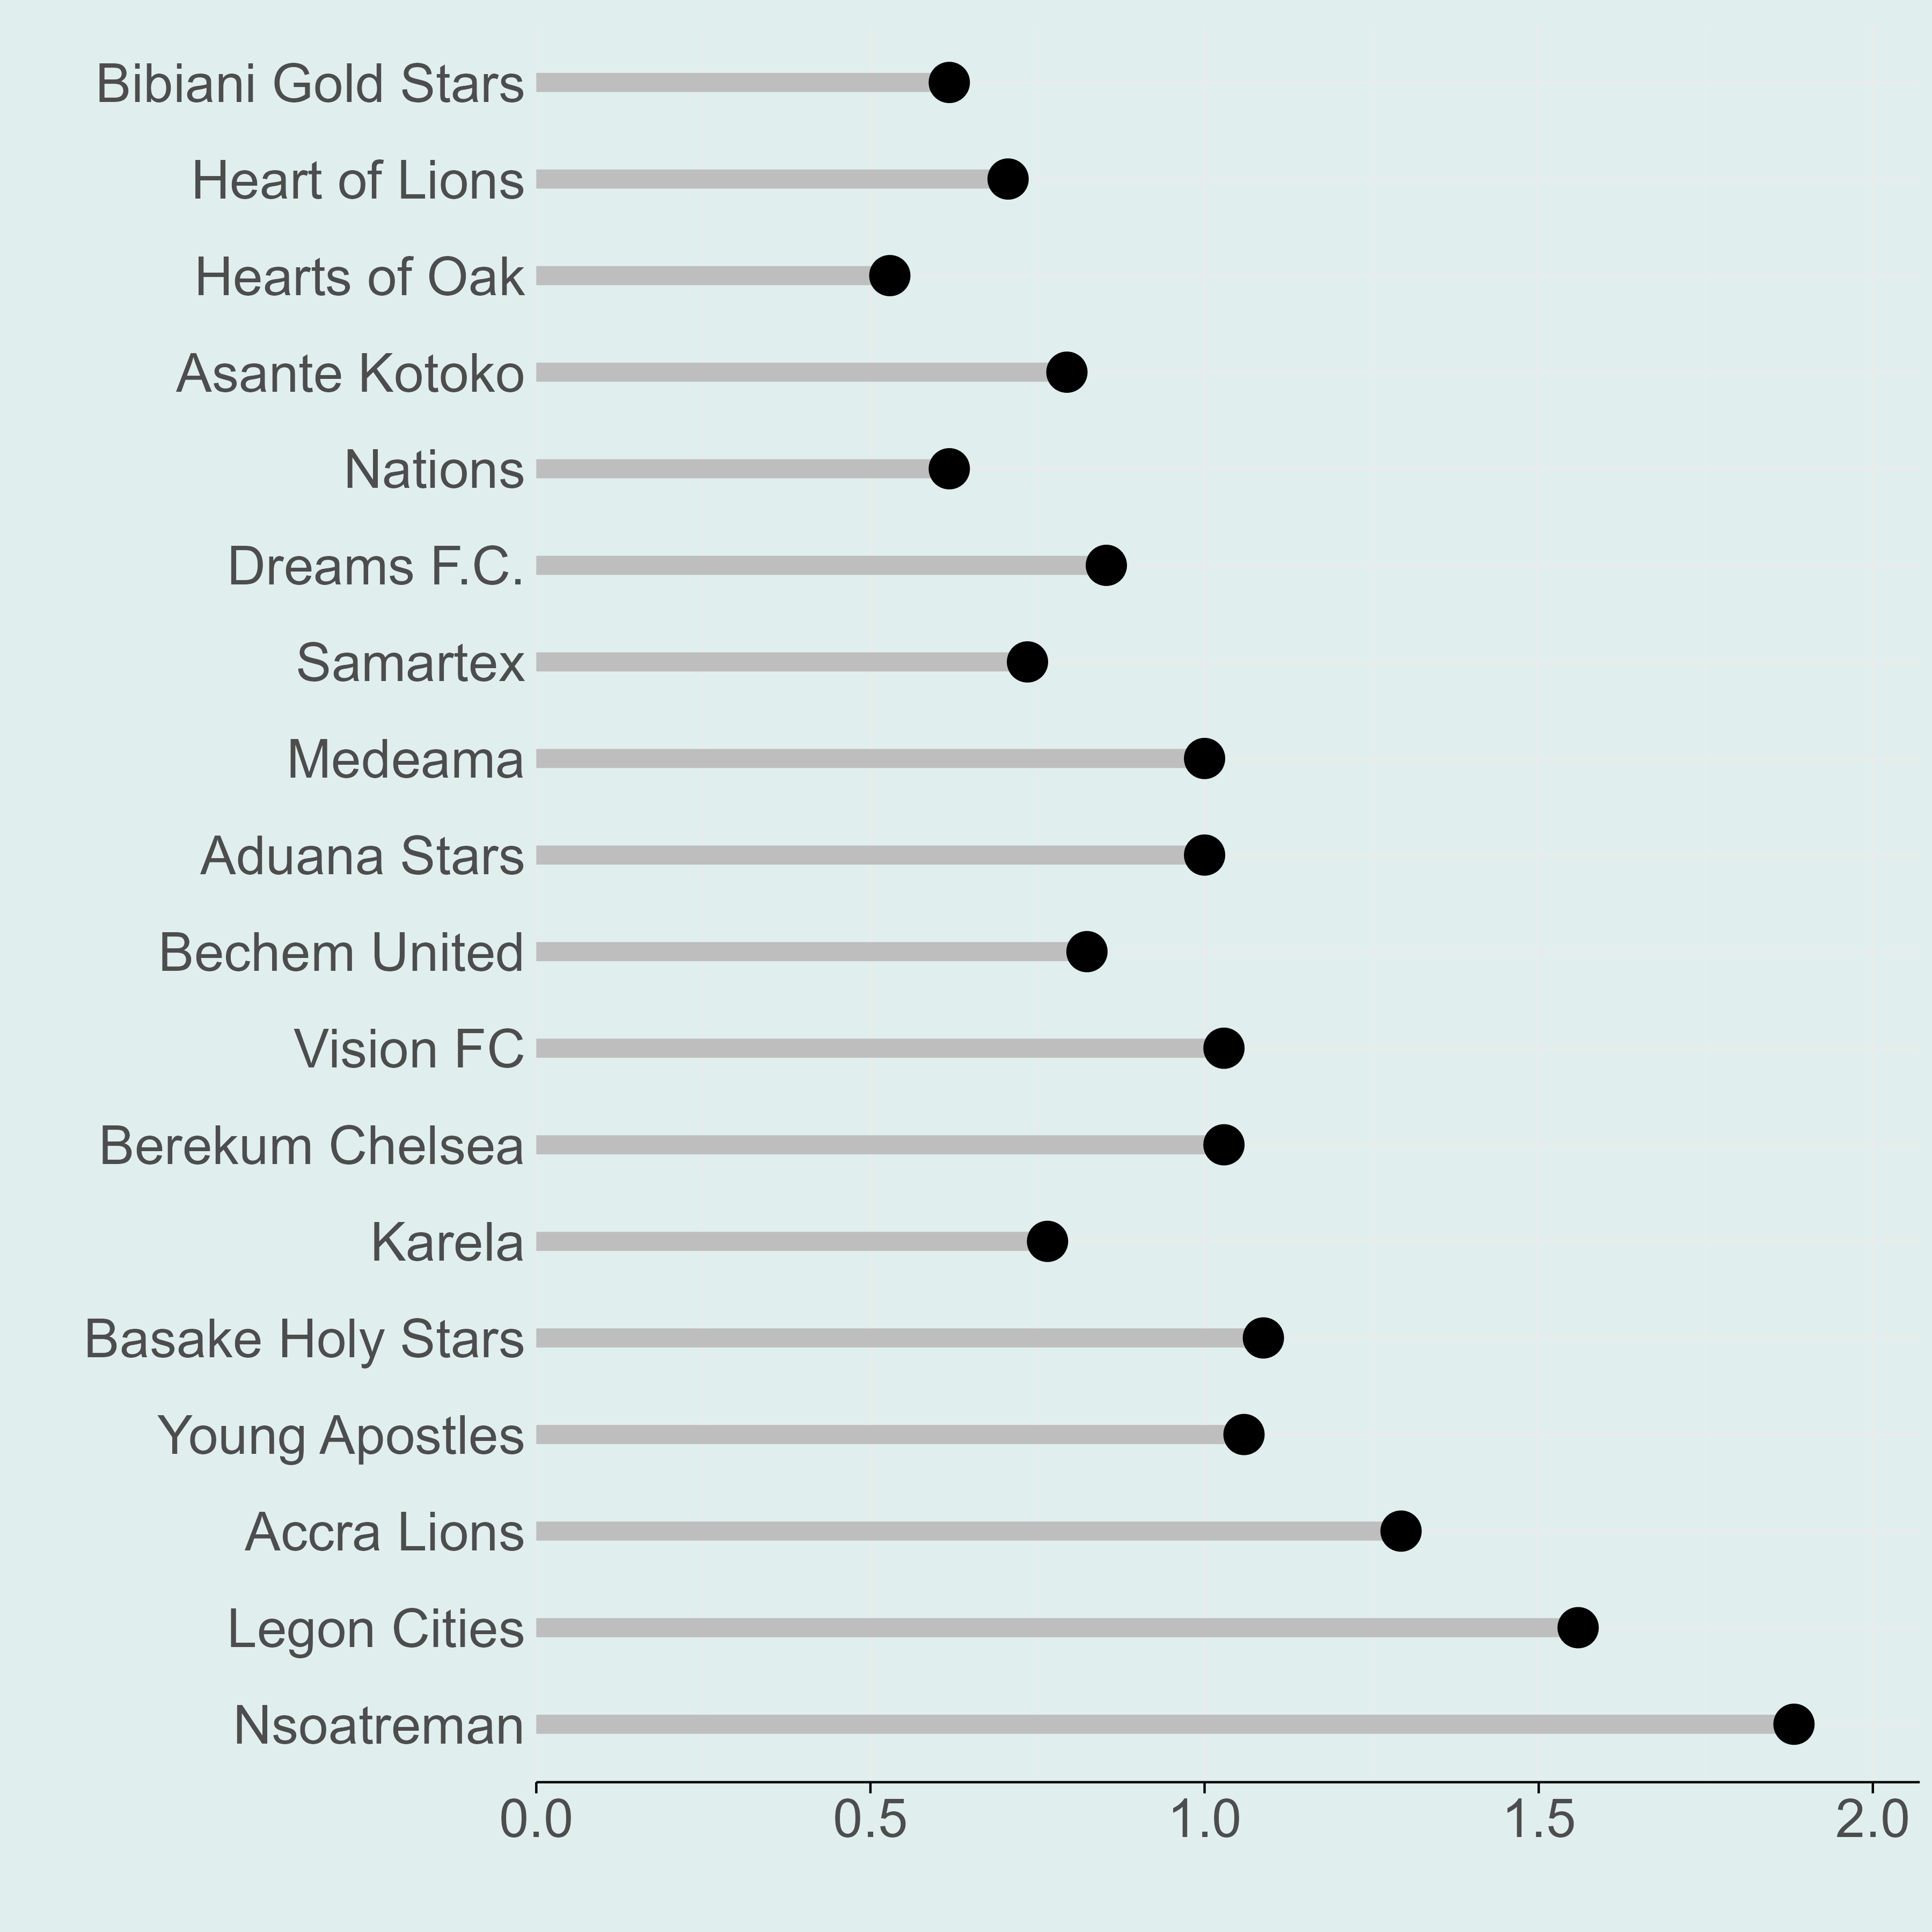 Bibiani Gold Stars
Heart of Lions
Hearts of Oak
Asante Kotoko
Nations
Dreams F.C.
Samartex
Medeama
Aduana Stars
Bechem United
Vision FC
Berekum Chelsea
Karela
Basake Holy Stars
Young Apostles
Accra Lions
Legon Cities
Nsoatreman
0.0 0.5 1.0 1.5 2.0